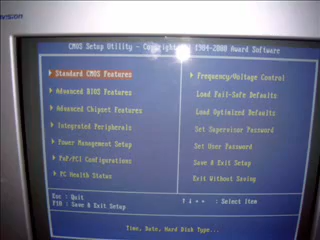 CMOS Setup Utility - Copyright 1984-2000 Award Software
Standard CMOS Features
Advanced BIOS Features
Advanced Chipset Features
Integrated Peripherals
Power Management Setup
PnP/PCI Configurations
PC Health Status
Frequency/Voltage Control
Load Fail-Safe Defaults
Load Optimized Defaults
Set Supervisor Password
Set User Password
Save & Exit Setup
Exit Without Saving
Esc : Quit
F10 : Save & Exit Setup
: Select Item
Time, Date, Hard Disk Type...